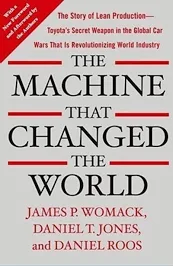 With a
New Foreword
and Afterword by
the Authors
The Story of Lean Production—
Toyota's Secret Weapon in the Global Car
Wars That Is Revolutionizing World Industry
THE
MACHINE
THAT
CHANGED
THE
WORLD
JAMES P. WOMACK,
DANIEL T. JONES,
and DANIEL ROOS